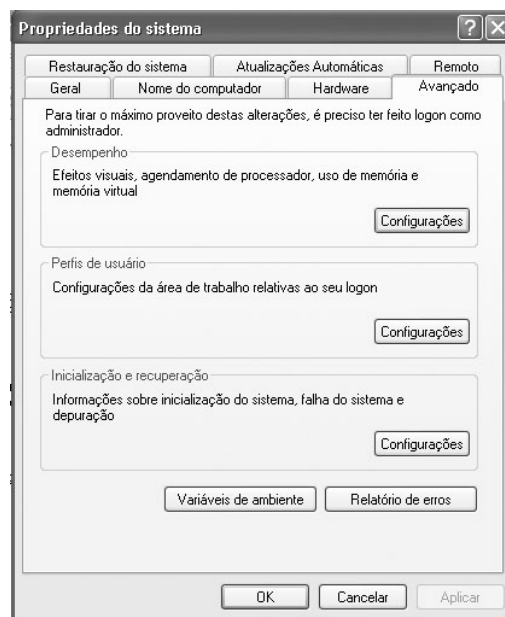 Propriedades do sistema
Restauração do sistema Atualizações Automáticas Remoto
Geral Nome do computador Hardware Avançado
Para tirar o máximo proveito destas alterações, é preciso ter feito logon como
administrador.
Desempenho
Efeitos visuais, agendamento de processador, uso de memória e
memória virtual
Configurações
Perfis de usuário
Configurações da área de trabalho relativas ao seu logon
Configurações
Inicialização e recuperação
Informações sobre inicialização do sistema, falha do sistema e
depuração
Configurações
Variáveis de ambiente Relatório de erros
OK Cancelar Aplicar